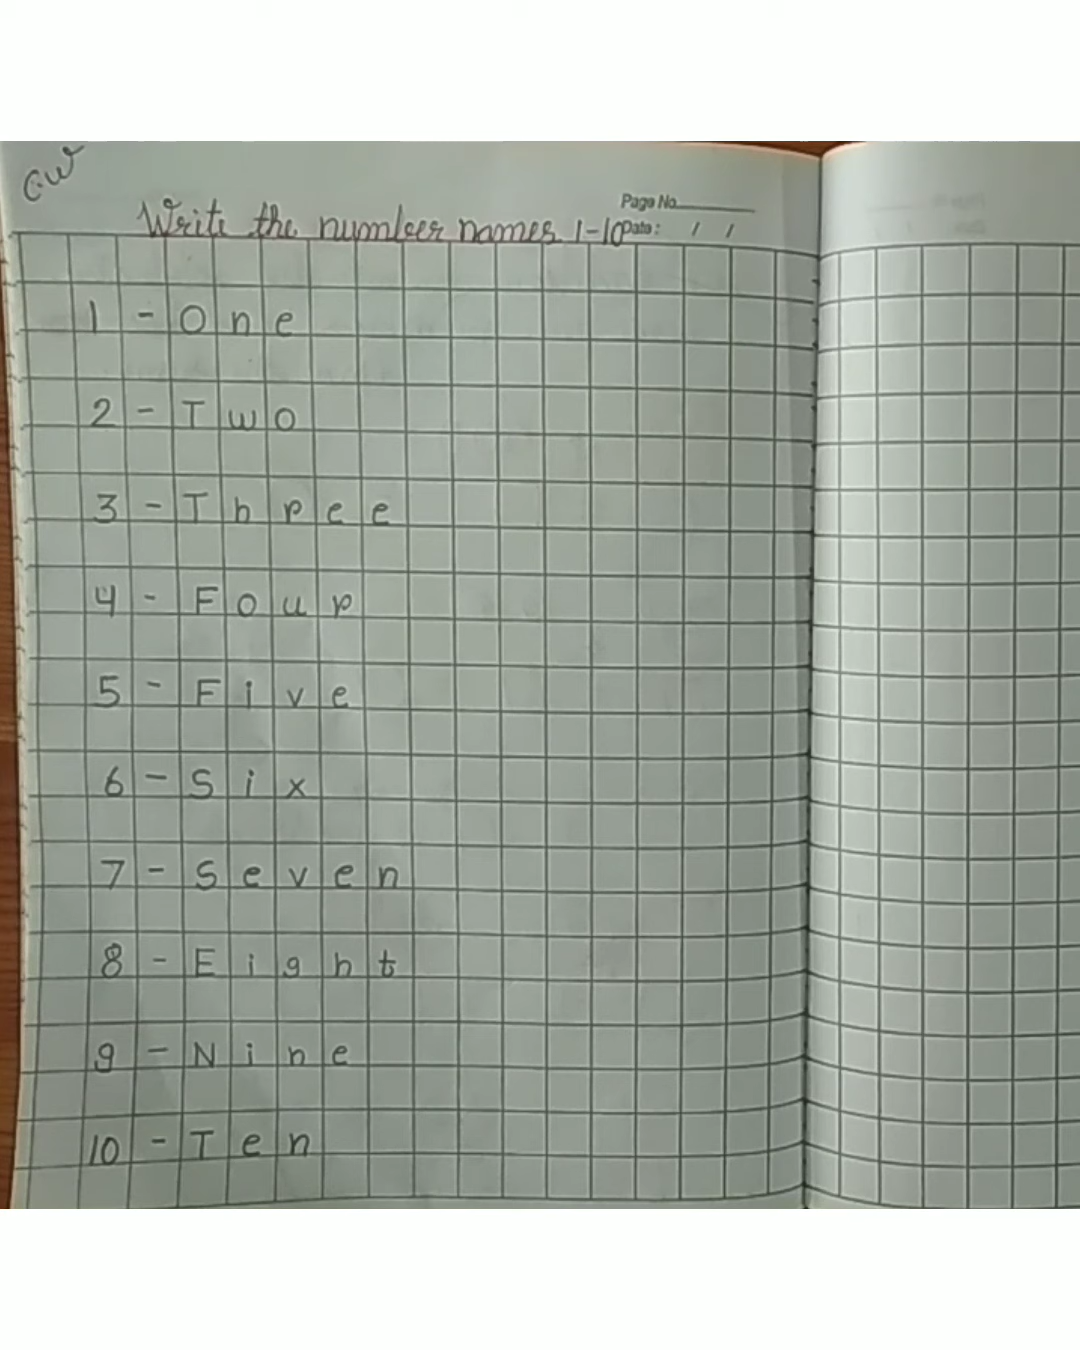 C.W
Page No.
Write the number names 1-10
Date: / /
1 - One
2 - Two
3 - Three
4 - Four
5 - Five
6 - Six
7 - Seven
8 - Eight
9 - Nine
10 - Ten